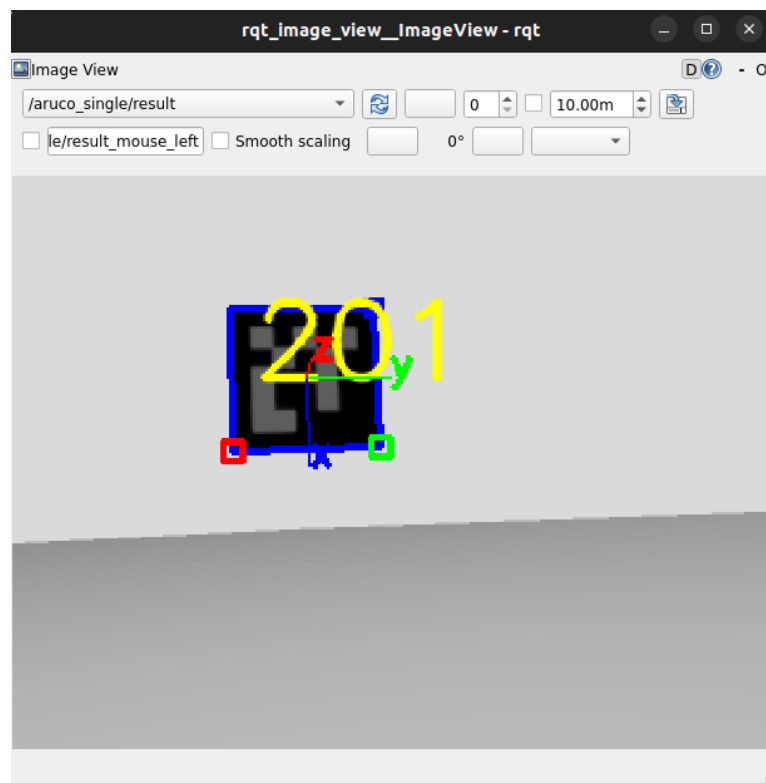 rqt_image_view__ImageView - rqt
Image View
D
- O
/aruco_single/result
0
10.00m
le/result_mouse_left
Smooth scaling
0°
201
z
y
x